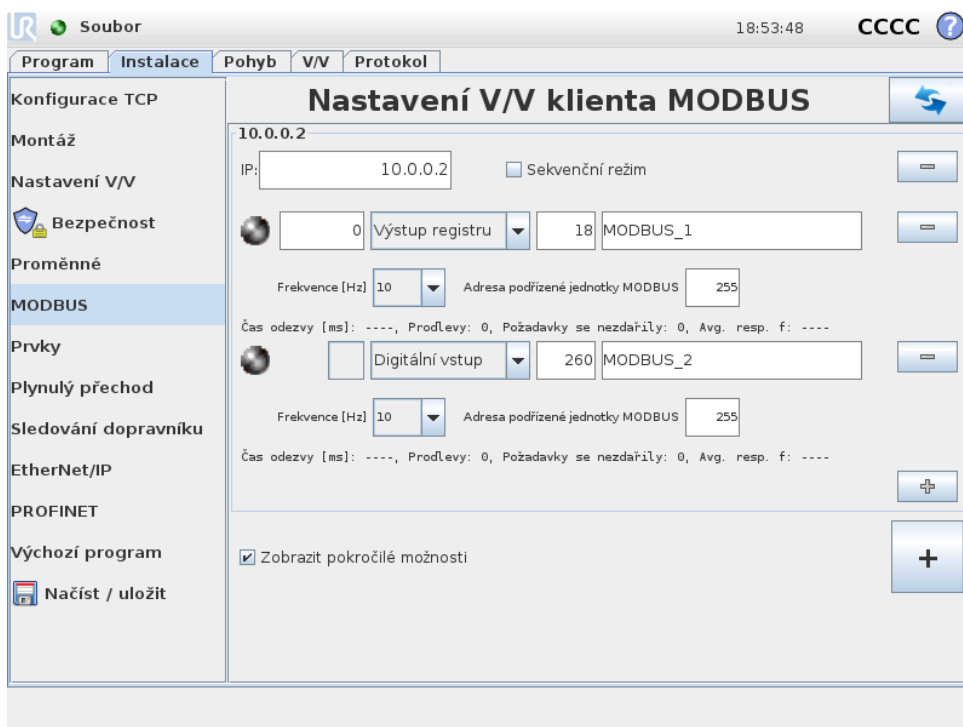 UR Soubor 18:53:48 CCCC ?
Program Instalace Pohyb V/V Protokol
Konfigurace TCP
Montáž
Nastavení V/V
Bezpečnost
Proměnné
MODBUS
Prvky
Plynulý přechod
Sledování dopravníku
EtherNet/IP
PROFINET
Výchozí program
Načíst / uložit
Nastavení V/V klienta MODBUS
10.0.0.2
IP: 10.0.0.2 Sekvenční režim
0 Výstup registru 18 MODBUS_1
Frekvence [Hz] 10 Adresa podřízené jednotky MODBUS 255
Čas odezvy [ms]: ----, Prodlevy: 0, Požadavky se nezdařily: 0, Avg. resp. f: ----
Digitální vstup 260 MODBUS_2
Frekvence [Hz] 10 Adresa podřízené jednotky MODBUS 255
Čas odezvy [ms]: ----, Prodlevy: 0, Požadavky se nezdařily: 0, Avg. resp. f: ----
Zobrazit pokročilé možnosti